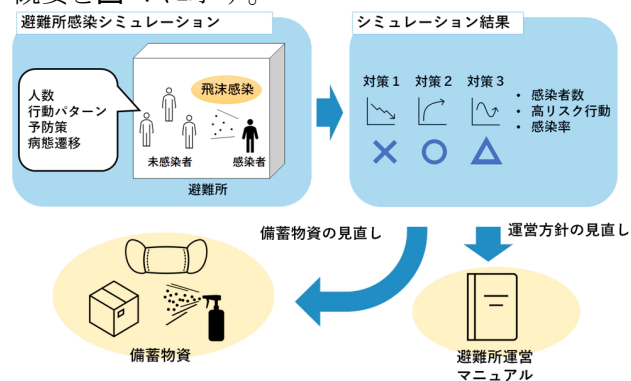 避難所感染シミュレーション
人数
行動パターン
予防策
病態遷移
飛沫感染
未感染者
感染者
避難所
シミュレーション結果
対策1
対策2
対策3
• 感染者数
• 高リスク行動
• 感染率
備蓄物資の見直し
運営方針の見直し
備蓄物資
避難所運営
マニュアル